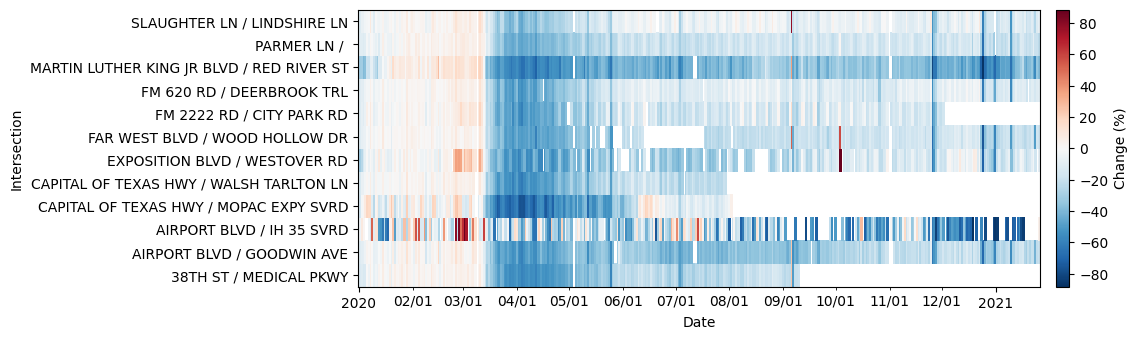 SLAUGHTER LN / LINDSHIRE LN
PARMER LN /
MARTIN LUTHER KING JR BLVD / RED RIVER ST
FM 620 RD / DEERBROOK TRL
FM 2222 RD / CITY PARK RD
FAR WEST BLVD / WOOD HOLLOW DR
EXPOSITION BLVD / WESTOVER RD
CAPITAL OF TEXAS HWY / WALSH TARLTON LN
CAPITAL OF TEXAS HWY / MOPAC EXPY SVRD
AIRPORT BLVD / IH 35 SVRD
AIRPORT BLVD / GOODWIN AVE
38TH ST / MEDICAL PKWY
Intersection
2020 02/01 03/01 04/01 05/01 06/01 07/01 08/01 09/01 10/01 11/01 12/01 2021
Date
80
60
40
20
0
−20
−40
−60
−80
Change (%)